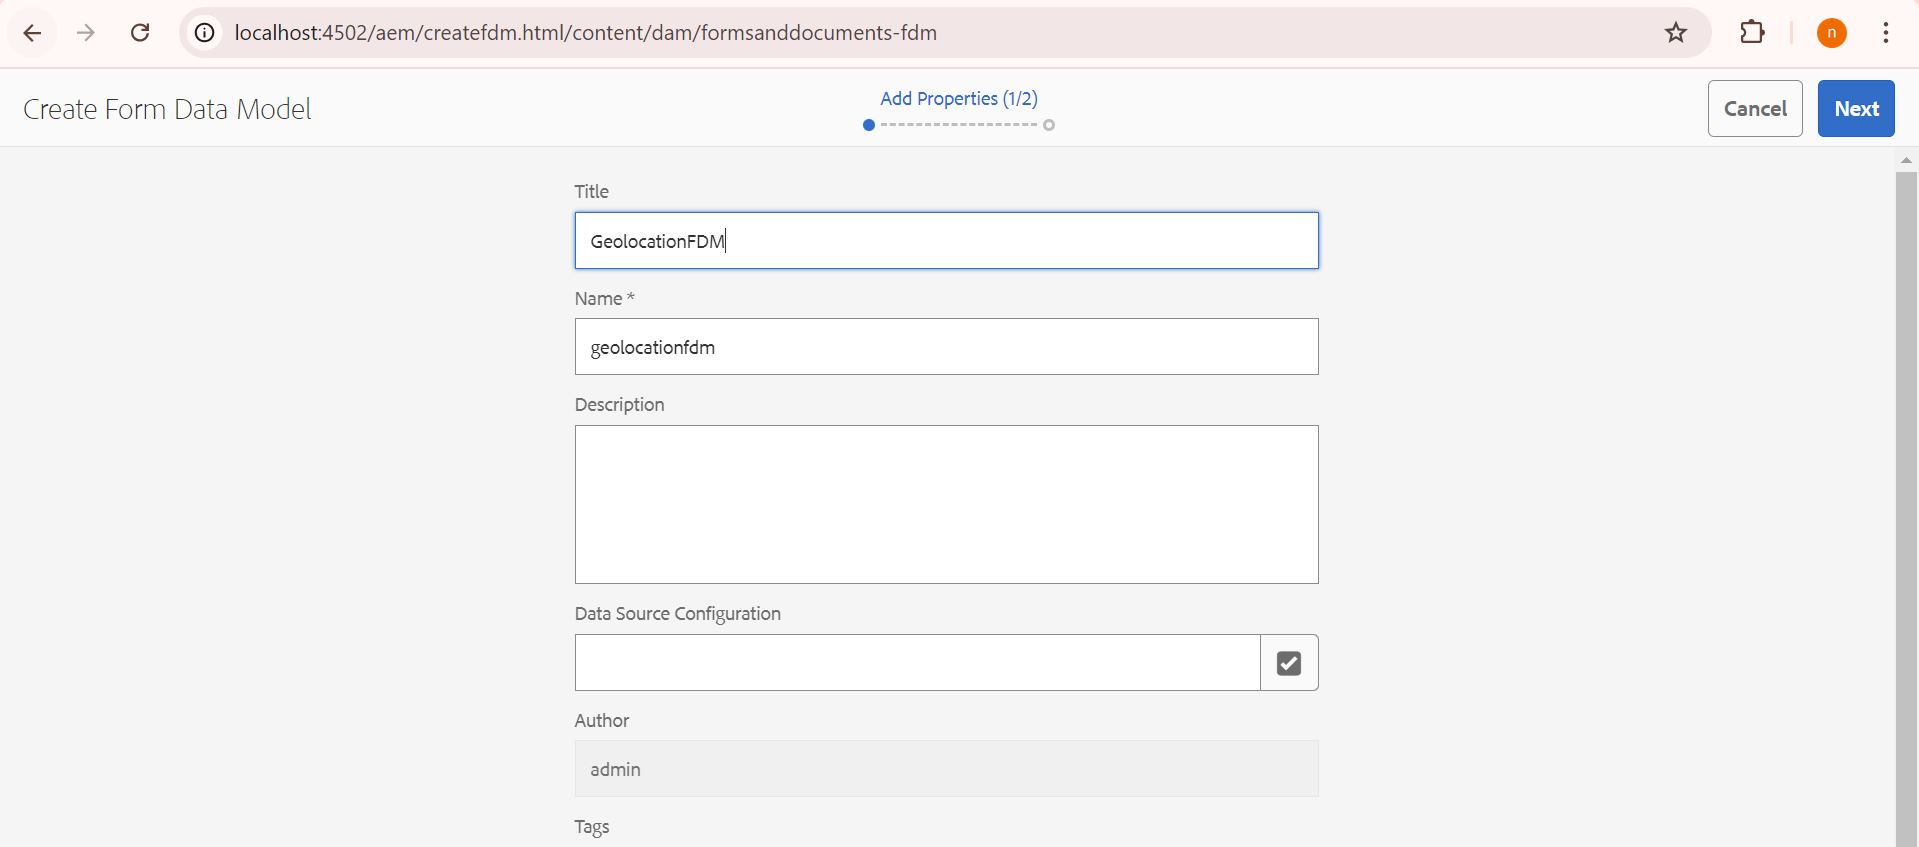 localhost:4502/aem/createfdm.html/content/dam/formsanddocuments-fdm
n
Create Form Data Model
Add Properties (1/2)
Cancel
Next
Title
GeolocationFDM
Name *
geolocationfdm
Description
Data Source Configuration
Author
admin
Tags